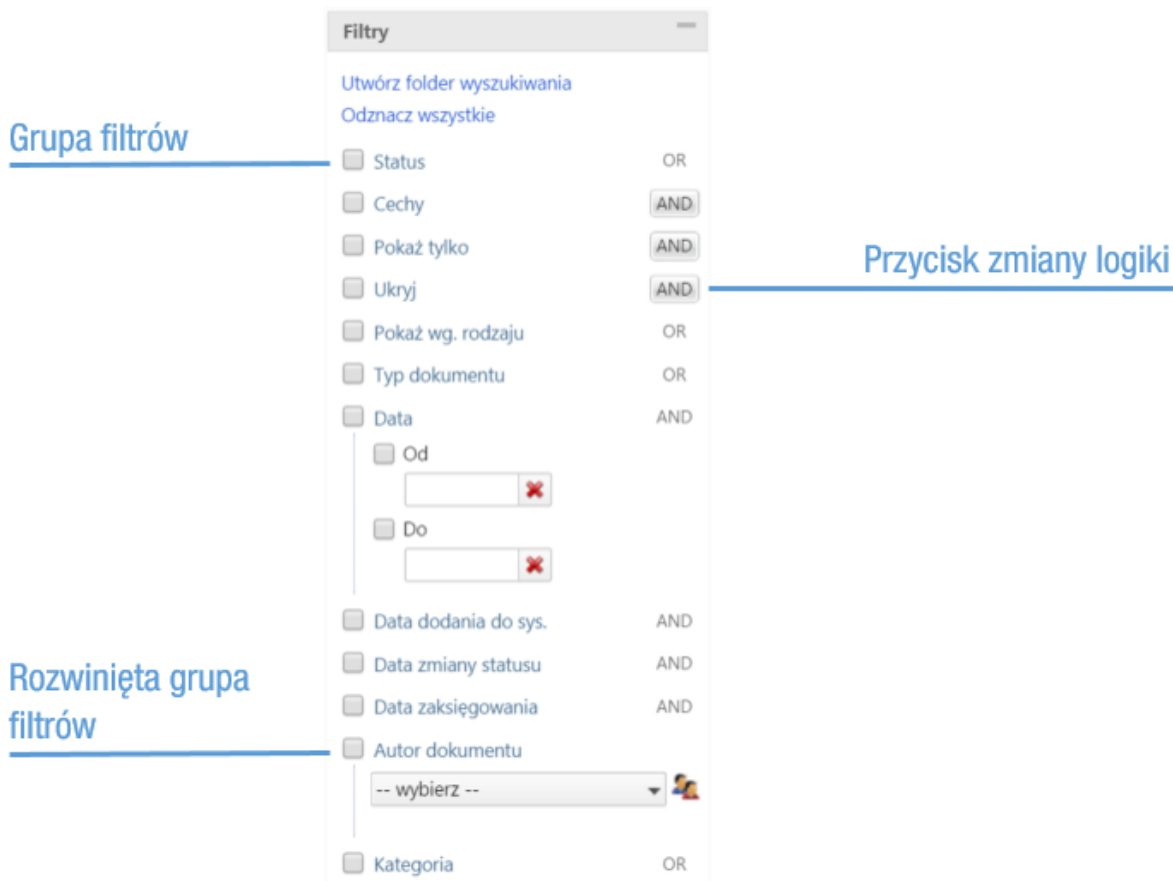 Filtry
Utwórz folder wyszukiwania
Odznacz wszystkie
Grupa filtrów
Status OR
Cechy AND
Pokaż tylko AND
Przycisk zmiany logiki
Ukryj AND
Pokaż wg. rodzaju OR
Typ dokumentu OR
Data AND
Od
Do
Data dodania do sys. AND
Data zmiany statusu AND
Rozwinięta grupa
filtrów
Data zaksięgowania AND
Autor dokumentu
-- wybierz --
Kategoria OR